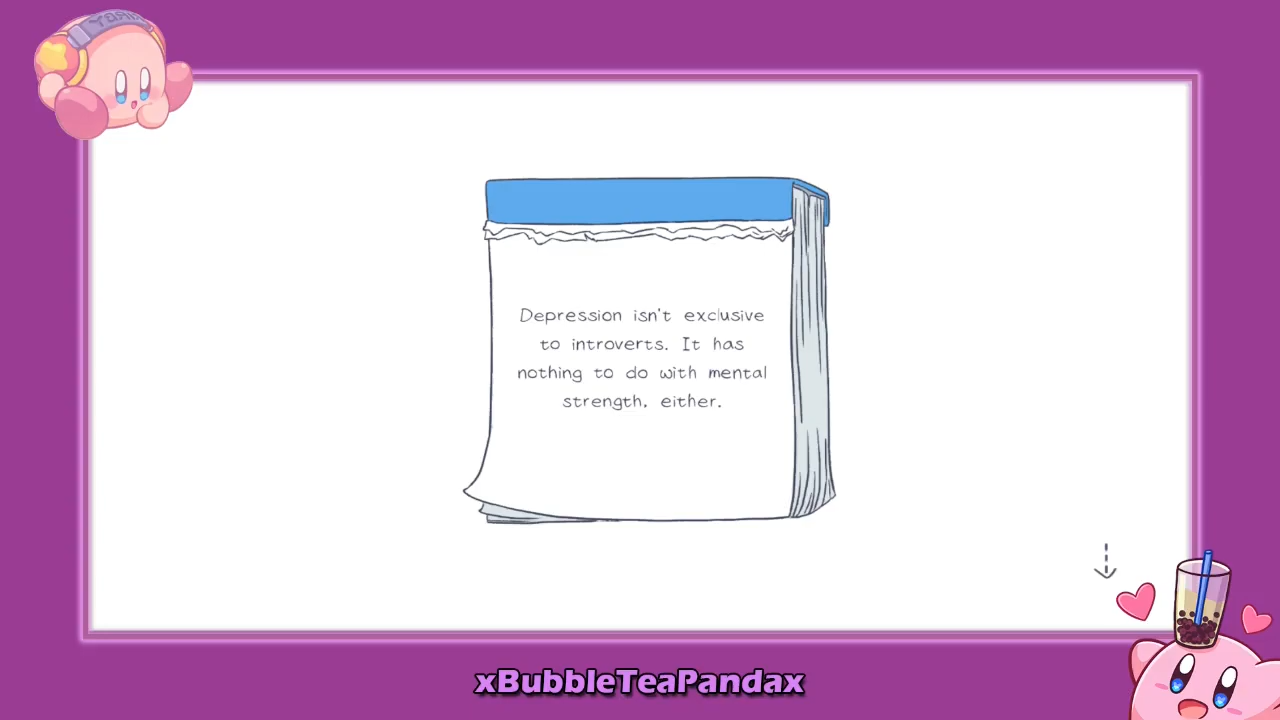 Depression isn't exclusive
to introverts. It has
nothing to do with mental
strength, either.
xBubbleTeaPandax